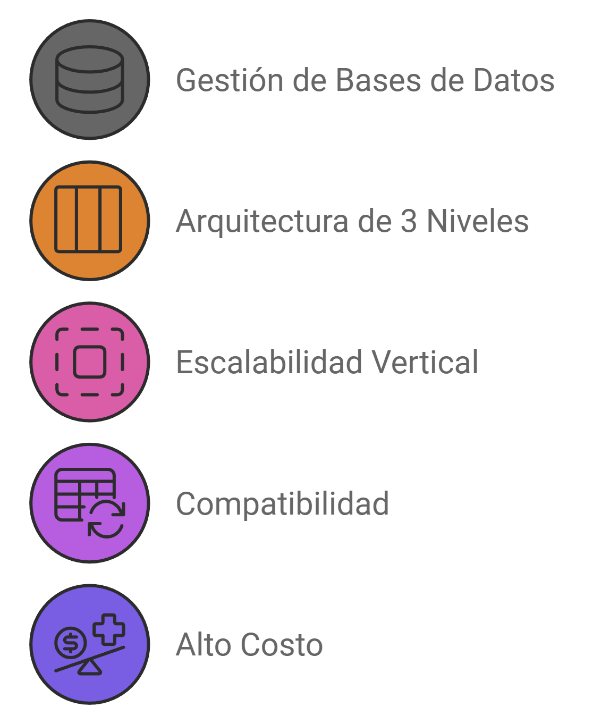 Gestión de Bases de Datos
Arquitectura de 3 Niveles
Escalabilidad Vertical
Compatibilidad
Alto Costo